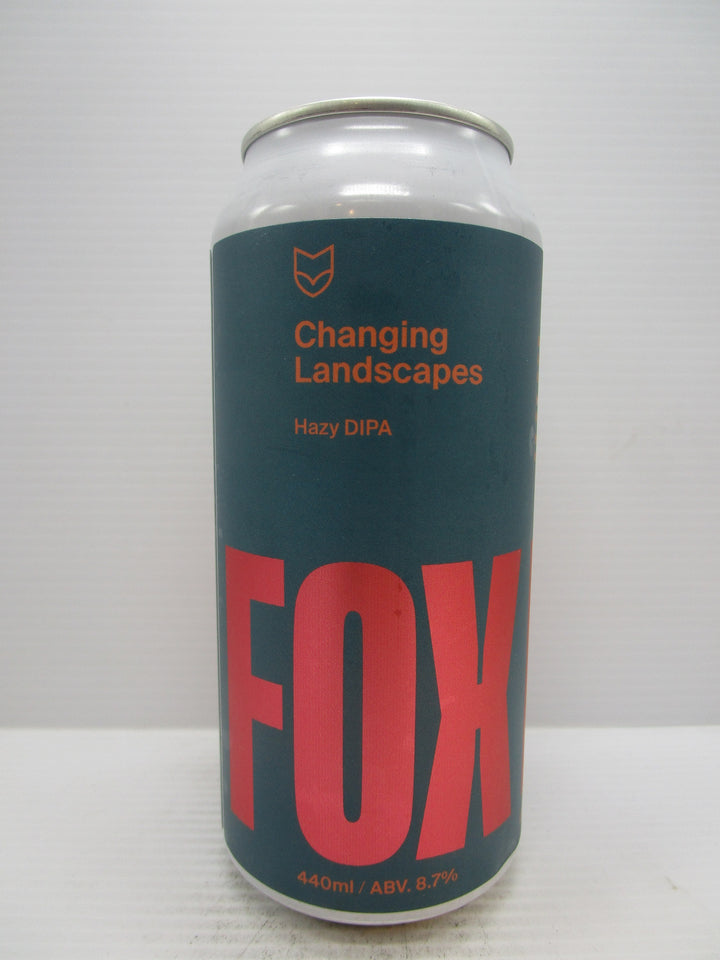 Changing
Landscapes
Hazy DIPA
FOX
440ml / ABV. 8.7%